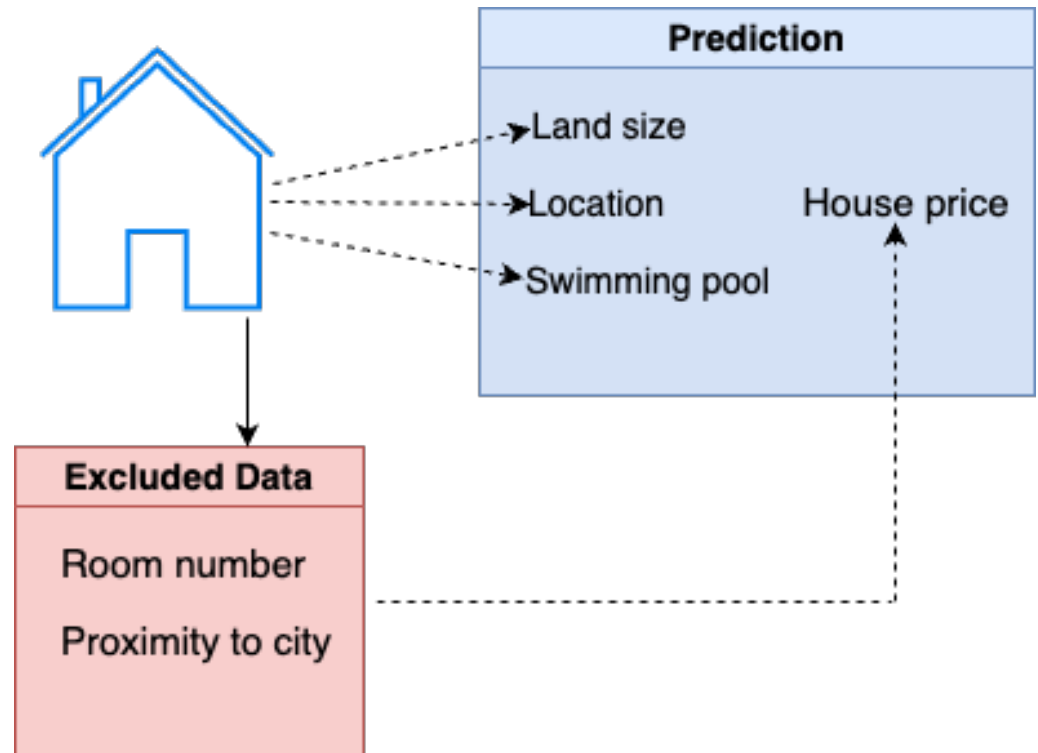 Prediction
Land size
Location
House price
Swimming pool
Excluded Data
Room number
Proximity to city